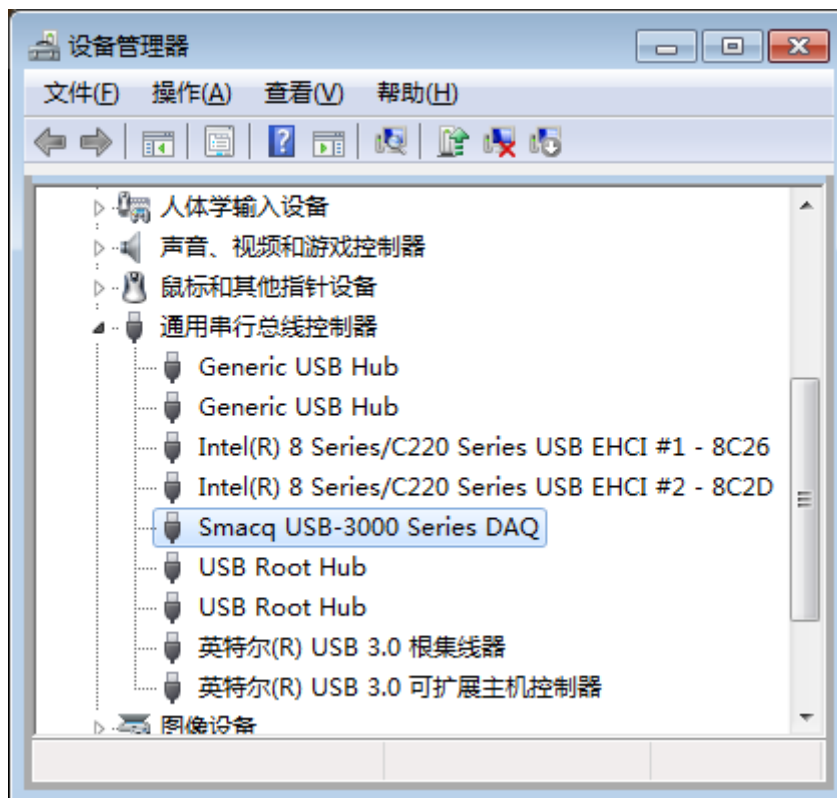 设备管理器
文件(F) 操作(A) 查看(V) 帮助(H)
人体学输入设备
声音、视频和游戏控制器
鼠标和其他指针设备
通用串行总线控制器
Generic USB Hub
Generic USB Hub
Intel(R) 8 Series/C220 Series USB EHCI #1 - 8C26
Intel(R) 8 Series/C220 Series USB EHCI #2 - 8C2D
Smacq USB-3000 Series DAQ
USB Root Hub
USB Root Hub
英特尔(R) USB 3.0 根集线器
英特尔(R) USB 3.0 可扩展主机控制器
图像设备